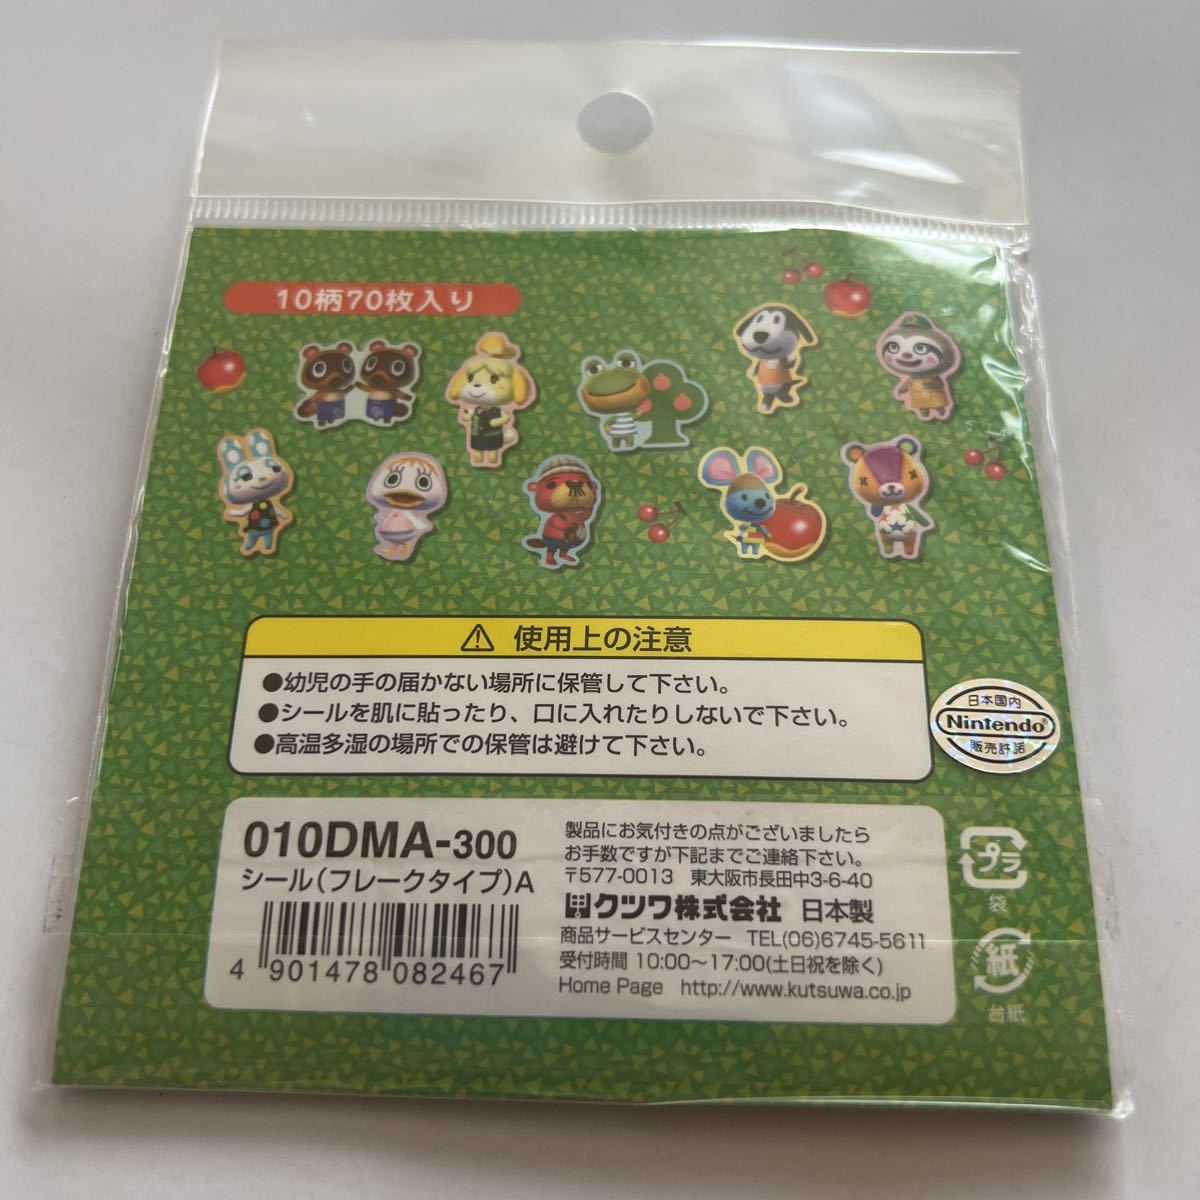 10柄70枚入り
⚠ 使用上の注意
●幼児の手の届かない場所に保管して下さい。
●シールを肌に貼ったり、口に入れたりしないで下さい。
●高温多湿の場所での保管は避けて下さい。
日本国内
Nintendo®
販売許諾
010DMA-300
シール(フレークタイプ)A
4 901478 082467
製品にお気付きの点がございましたら
お手数ですが下記までご連絡下さい。
〒577-0013 東大阪市長田中3-6-40
クツワ株式会社 日本製
商品サービスセンター TEL(06)6745-5611
受付時間 10:00～17:00(土日祝を除く)
Home Page http://www.kutsuwa.co.jp
プラ
袋
紙
台紙